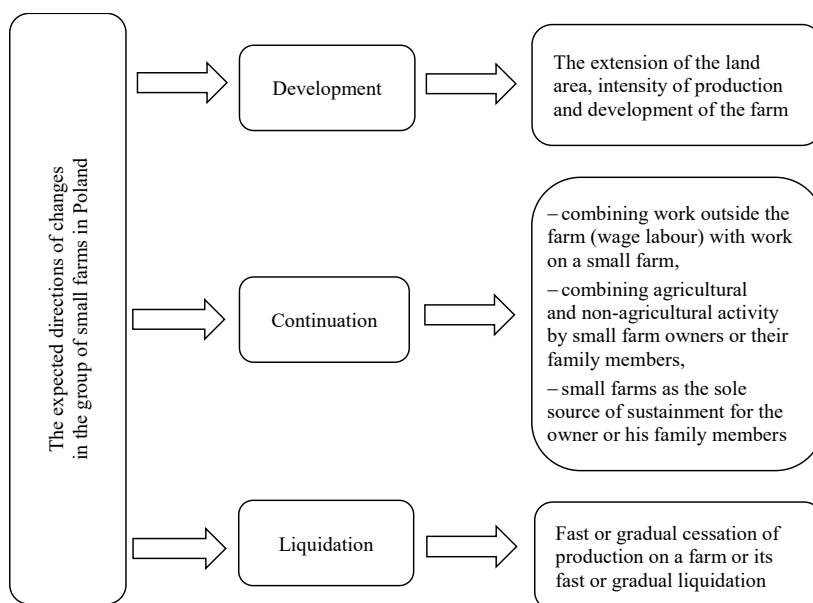 The expected directions of changes
in the group of small farms in Poland
Development
The extension of the land
area, intensity of production
and development of the farm
Continuation
– combining work outside the
farm (wage labour) with work
on a small farm,
– combining agricultural
and non-agricultural activity
by small farm owners or their
family members,
– small farms as the sole
source of sustainment for the
owner or his family members
Liquidation
Fast or gradual cessation of
production on a farm or its
fast or gradual liquidation